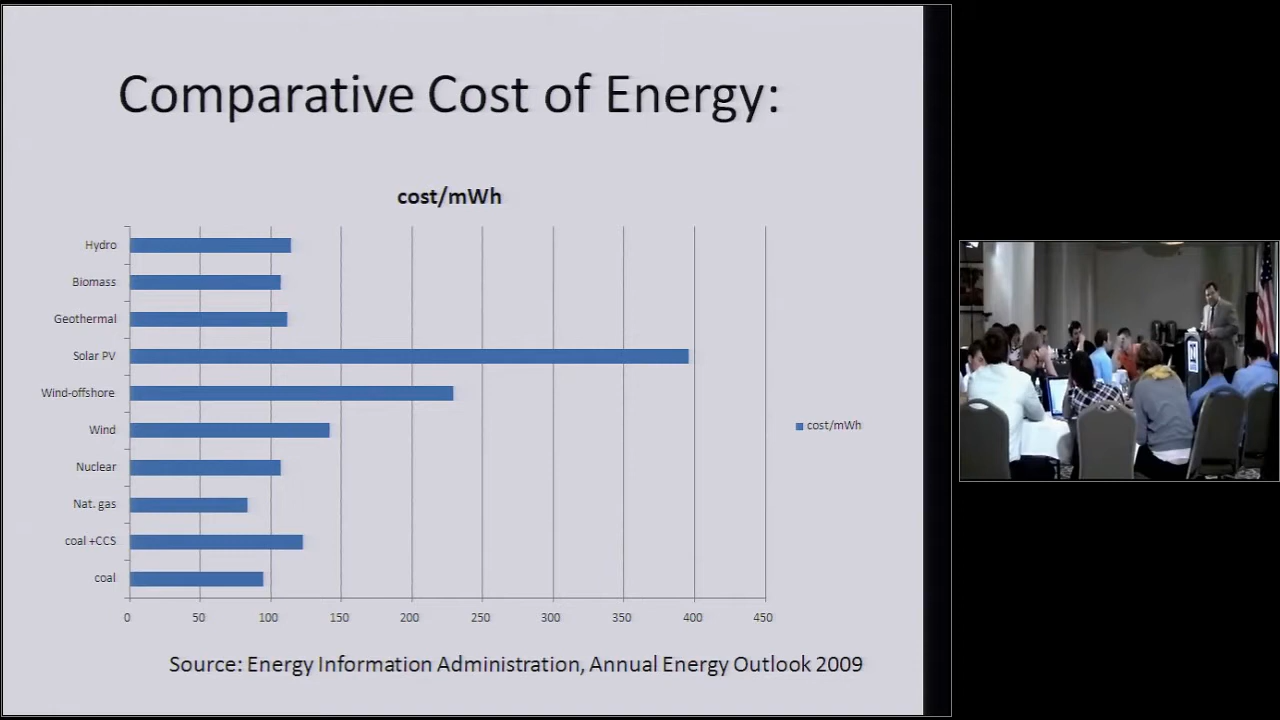 Comparative Cost of Energy:
cost/mWh
Hydro
Biomass
Geothermal
Solar PV
Wind-offshore
Wind
Nuclear
Nat. gas
coal +CCS
coal
0 50 100 150 200 250 300 350 400 450
cost/mWh
Source: Energy Information Administration, Annual Energy Outlook 2009